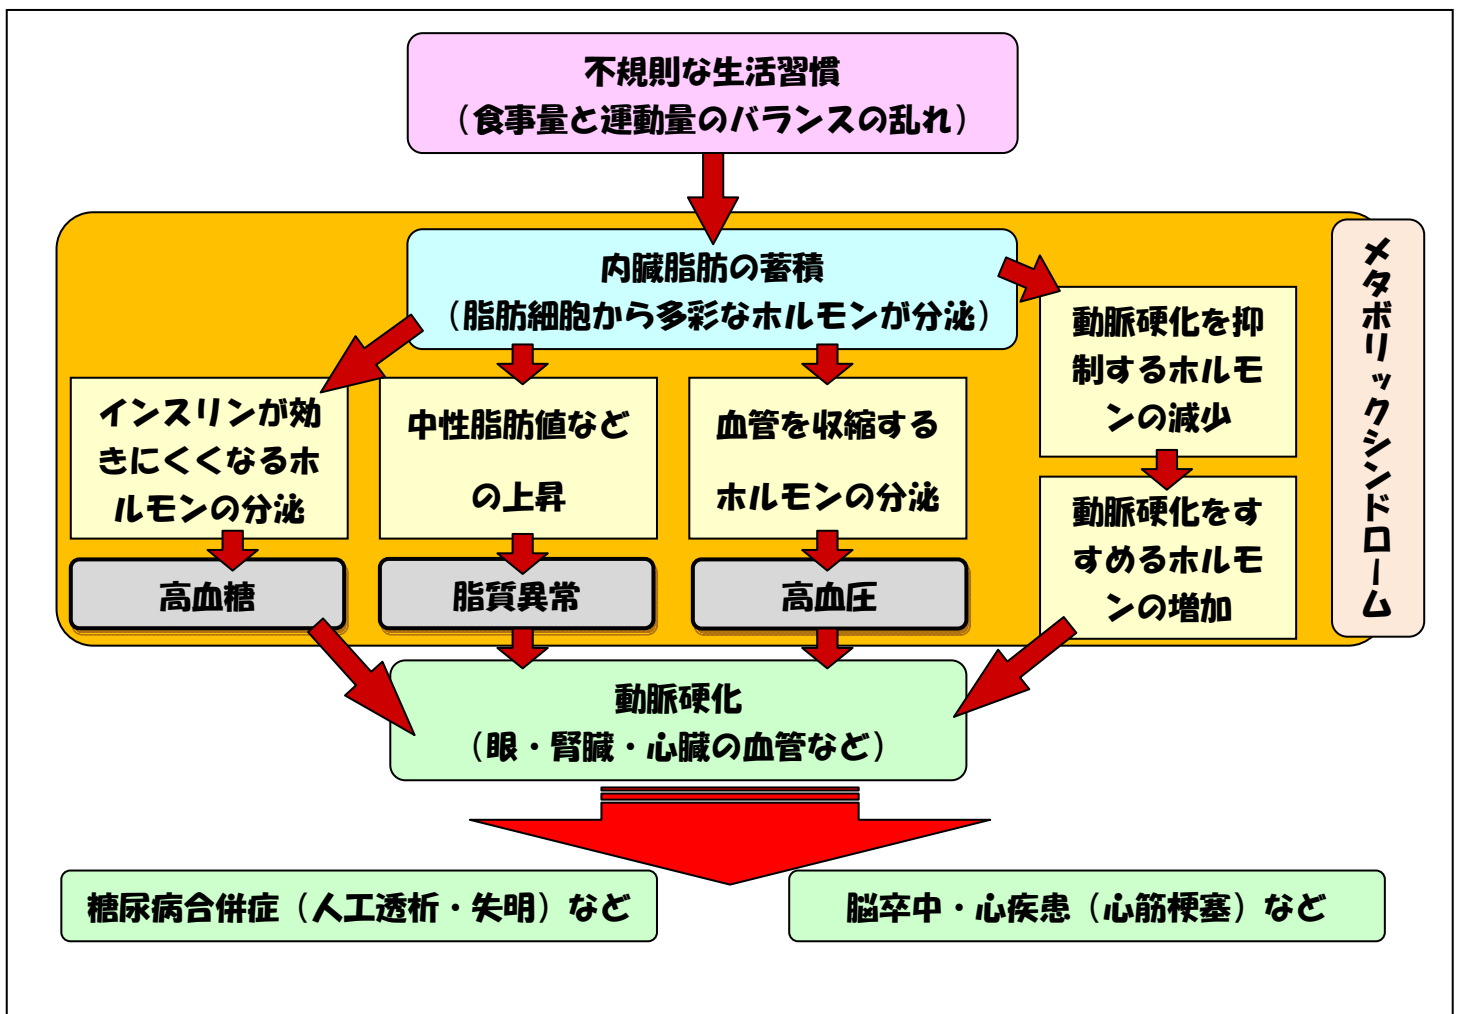 不規則な生活習慣
（食事量と運動量のバランスの乱れ）
内臓脂肪の蓄積
（脂肪細胞から多彩なホルモンが分泌）
メタボリックシンドローム
インスリンが効
きにくくなるホ
ルモンの分泌
中性脂肪値など
の上昇
血管を収縮する
ホルモンの分泌
動脈硬化を抑
制するホルモ
ンの減少
動脈硬化をす
すめるホルモ
ンの増加
高血糖
脂質異常
高血圧
動脈硬化
（眼・腎臓・心臓の血管など）
糖尿病合併症（人工透析・失明）など
脳卒中・心疾患（心筋梗塞）など